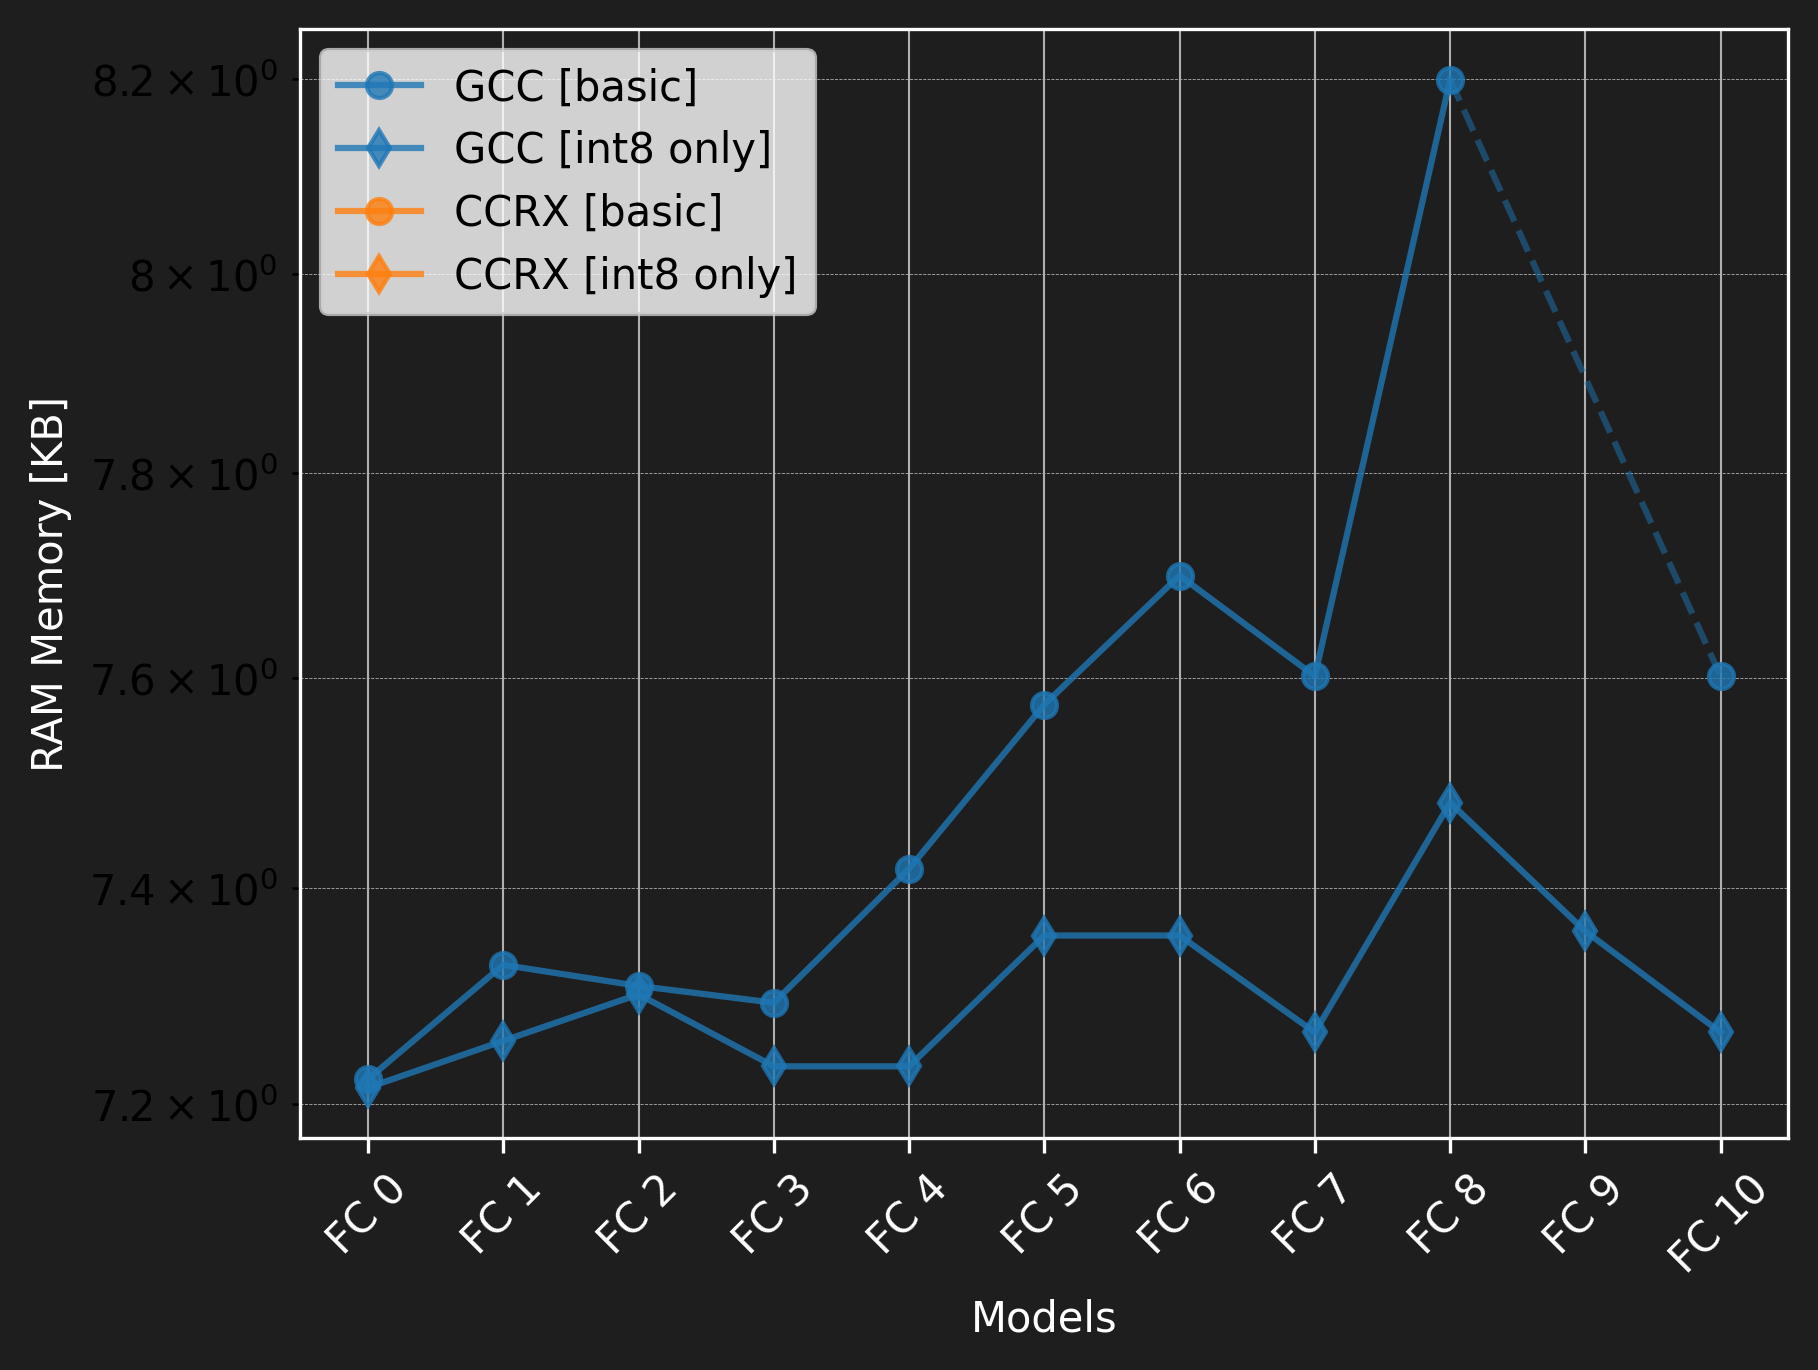 GCC [basic]
GCC [int8 only]
CCRX [basic]
CCRX [int8 only]
8.2 × 10⁰
8 × 10⁰
7.8 × 10⁰
7.6 × 10⁰
7.4 × 10⁰
7.2 × 10⁰
RAM Memory [KB]
FC 0
FC 1
FC 2
FC 3
FC 4
FC 5
FC 6
FC 7
FC 8
FC 9
FC 10
Models